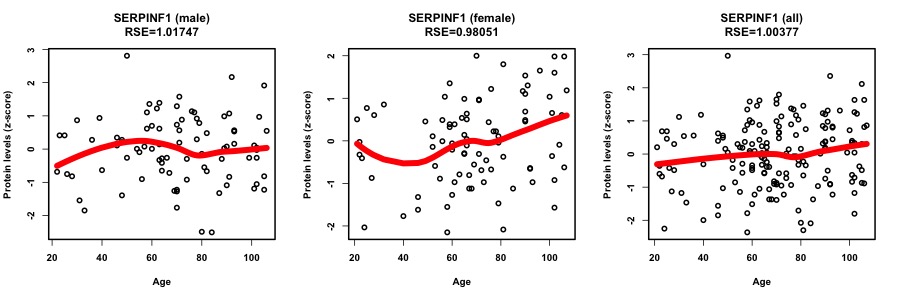 SERPINF1 (male)
RSE=1.01747
Protein levels (z-score)
3
2
1
0
-1
-2
20 40 60 80 100
Age
SERPINF1 (female)
RSE=0.98051
Protein levels (z-score)
2
1
0
-1
-2
20 40 60 80 100
Age
SERPINF1 (all)
RSE=1.00377
Protein levels (z-score)
3
2
1
0
-1
-2
20 40 60 80 100
Age